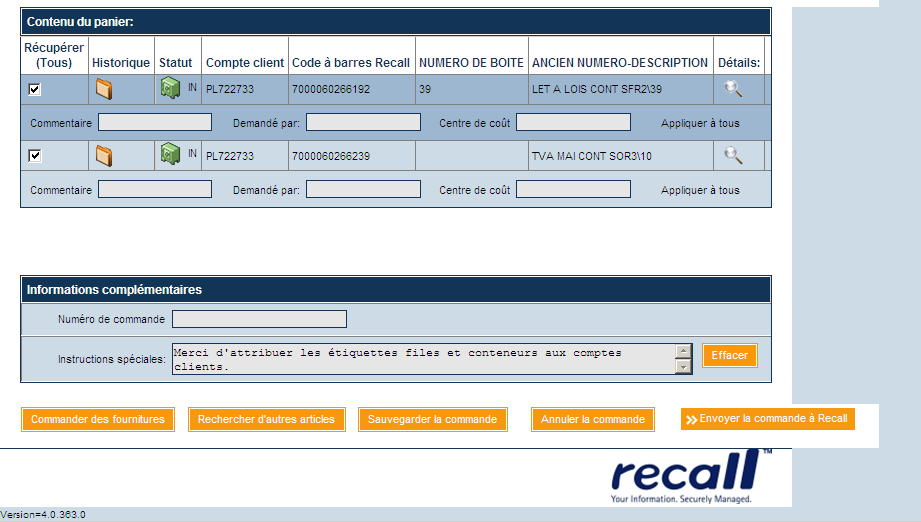 Contenu du panier:
Récupérer (Tous) Historique Statut Compte client Code à barres Recall NUMERO DE BOITE ANCIEN NUMERO-DESCRIPTION Détails:
IN PL722733 7000060266192 39 LET A LOIS CONT SFR2\39
Commentaire Demandé par: Centre de coût Appliquer à tous
IN PL722733 7000060266239 TVA MAI CONT SOR3\10
Commentaire Demandé par: Centre de coût Appliquer à tous
Informations complémentaires
Numéro de commande
Instructions spéciales: Merci d'attribuer les étiquettes files et conteneurs aux comptes
clients.
Effacer
Commander des fournitures Rechercher d'autres articles Sauvegarder la commande Annuler la commande Envoyer la commande à Recall
recall™
Your Information. Securely Managed.
Version=4.0.363.0